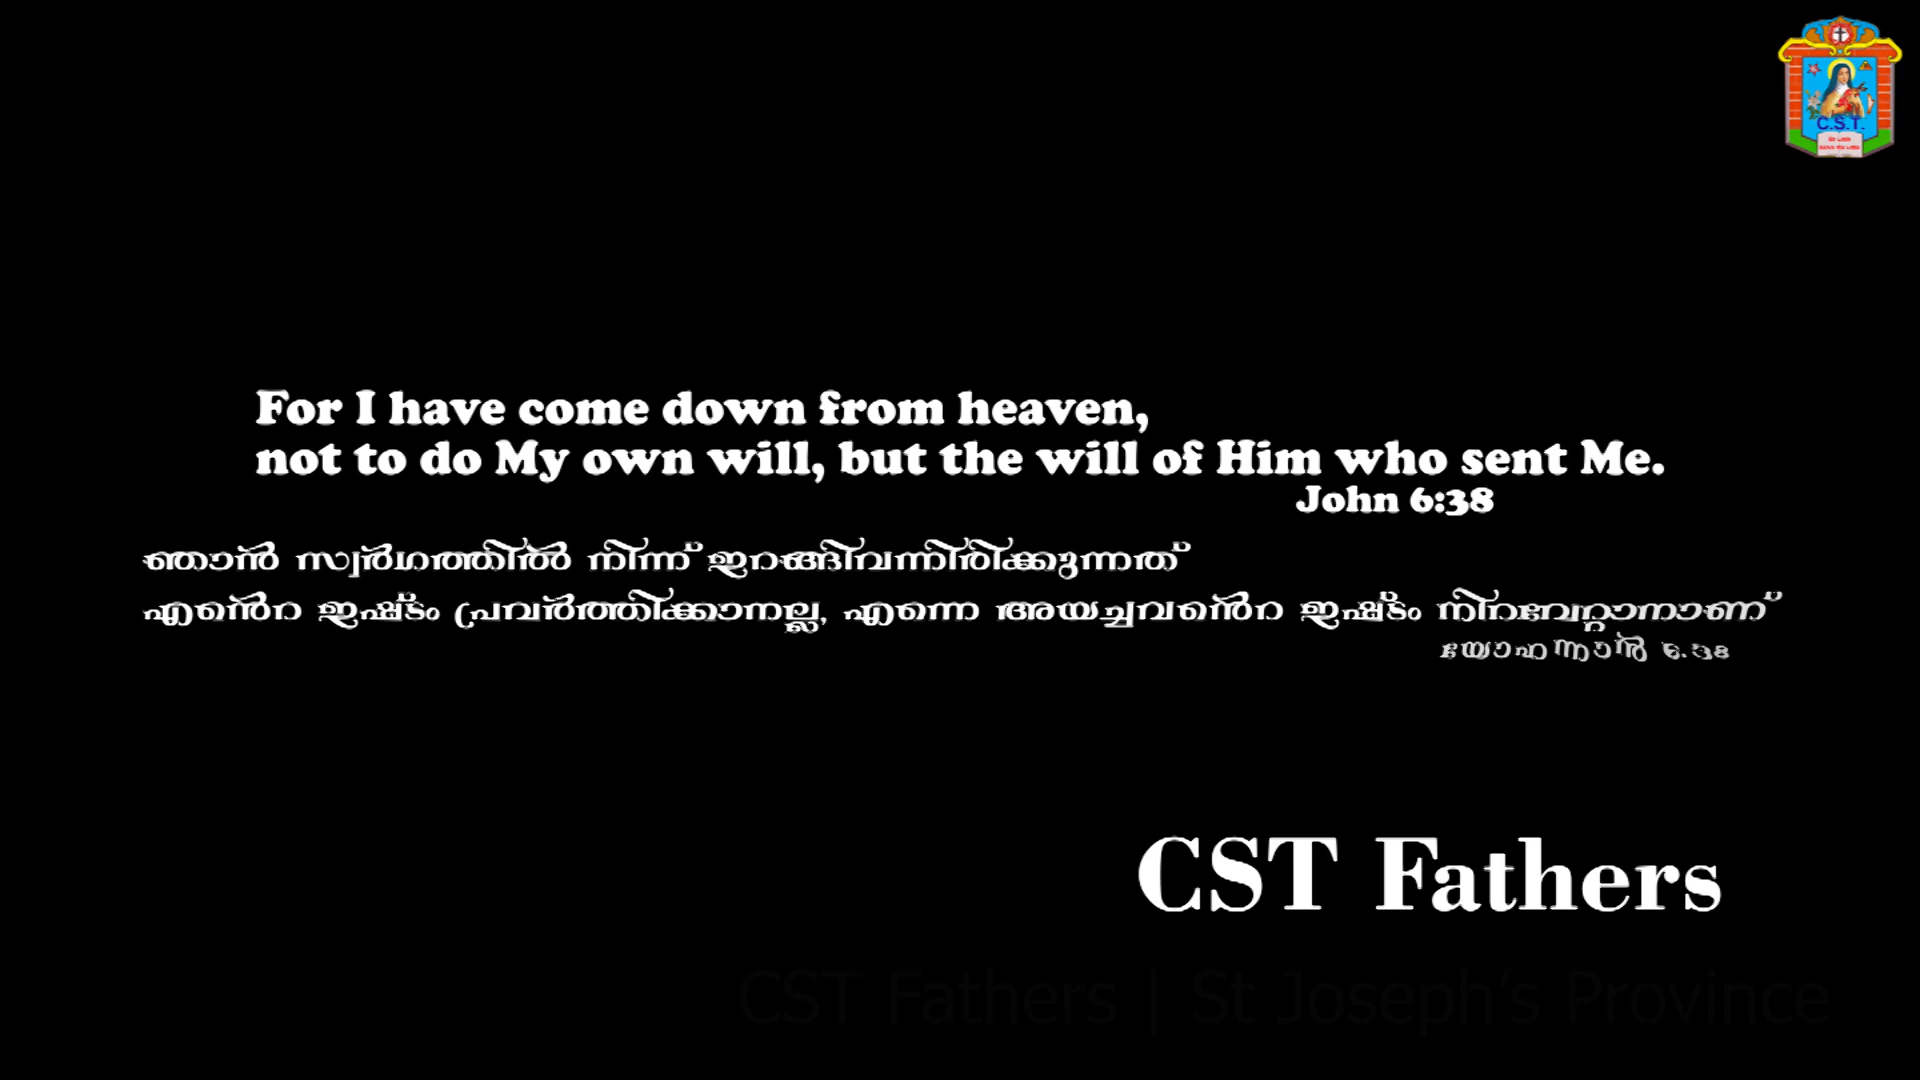 C.S.T.
For I have come down from heaven,
not to do My own will, but the will of Him who sent Me.
John 6:38
ഞാൻ സ്വർഗത്തിൽ നിന്ന് ഇറങ്ങിവന്നിരിക്കുന്നത്
എൻെറ ഇഷ്ടം പ്രവർത്തിക്കാനല്ല, എന്നെ അയച്ചവൻെറ ഇഷ്ടം നിറവേറ്റാനാണ്
യോഹന്നാൻ 6:38
CST Fathers
CST Fathers | St Joseph's Province